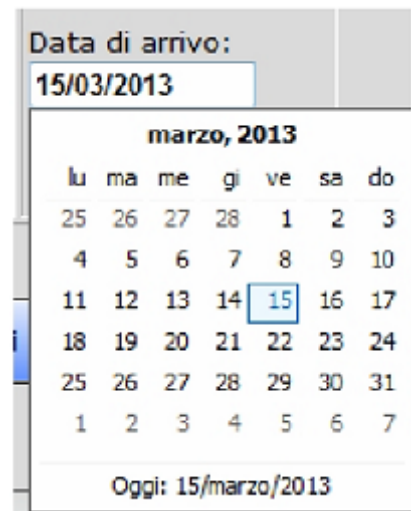 Data di arrivo:
15/03/2013
marzo, 2013
lu ma me gi ve sa do
25 26 27 28 1 2 3
4 5 6 7 8 9 10
11 12 13 14 15 16 17
18 19 20 21 22 23 24
25 26 27 28 29 30 31
1 2 3 4 5 6 7
Oggi: 15/marzo/2013